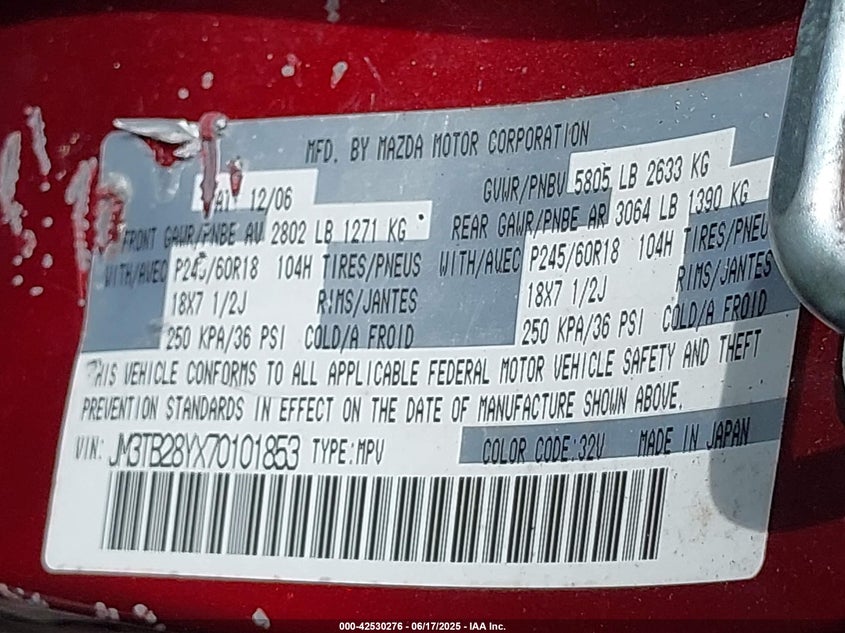 MFD. BY MAZDA MOTOR CORPORATION
12/06 GVWR/PNBV 5805 LB 2633 KG
FRONT GAWR/PNBE AV 2802 LB 1271 KG REAR GAWR/PNBE AR 3064 LB 1390 KG
WITH/AVEC P245/60R18 104H TIRES/PNEUS WITH/AVEC P245/60R18 104H TIRES/PNEU
18X7 1/2J RIMS/JANTES 18X7 1/2J RIMS/JANTES
250 KPA/36 PSI COLD/A FROID 250 KPA/36 PSI COLD/A FROID
THIS VEHICLE CONFORMS TO ALL APPLICABLE FEDERAL MOTOR VEHICLE SAFETY AND THEFT
PREVENTION STANDARDS IN EFFECT ON THE DATE OF MANUFACTURE SHOWN ABOVE.
VIN: JM3TB28YX70101853 TYPE:MPV COLOR CODE:32V MADE IN JAPAN
000-42530276 - 06/17/2025 - IAA Inc.